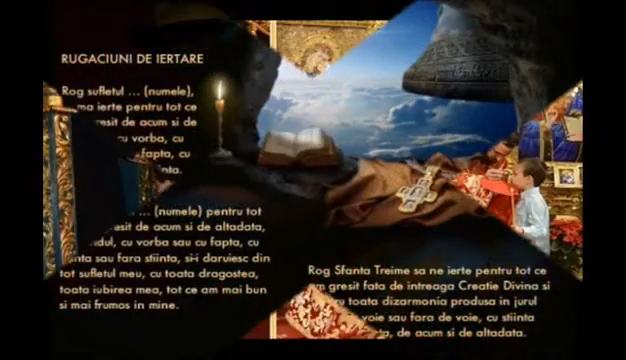 RUGACIUNI DE IERTARE
Rog sufletul ... (numele),
ma ierte pentru tot ce
de acum si de
cu vorba, cu
fapta, cu
... (numele) pentru tot
de acum si de altadata,
cu vorba sau cu fapta, cu
sau fara stiinta, si-i daruiesc din
tot sufletul meu, cu toata dragostea,
toata iubirea mea, tot ce am mai bun
si mai frumos in mine.
Rog Sfanta Treime sa ne ierte pentru tot ce
am gresit fata de intreaga Creatie Divina si
toata dizarmonia produsa in jurul
voie sau fara de voie, cu stiinta
de acum si de altadata.